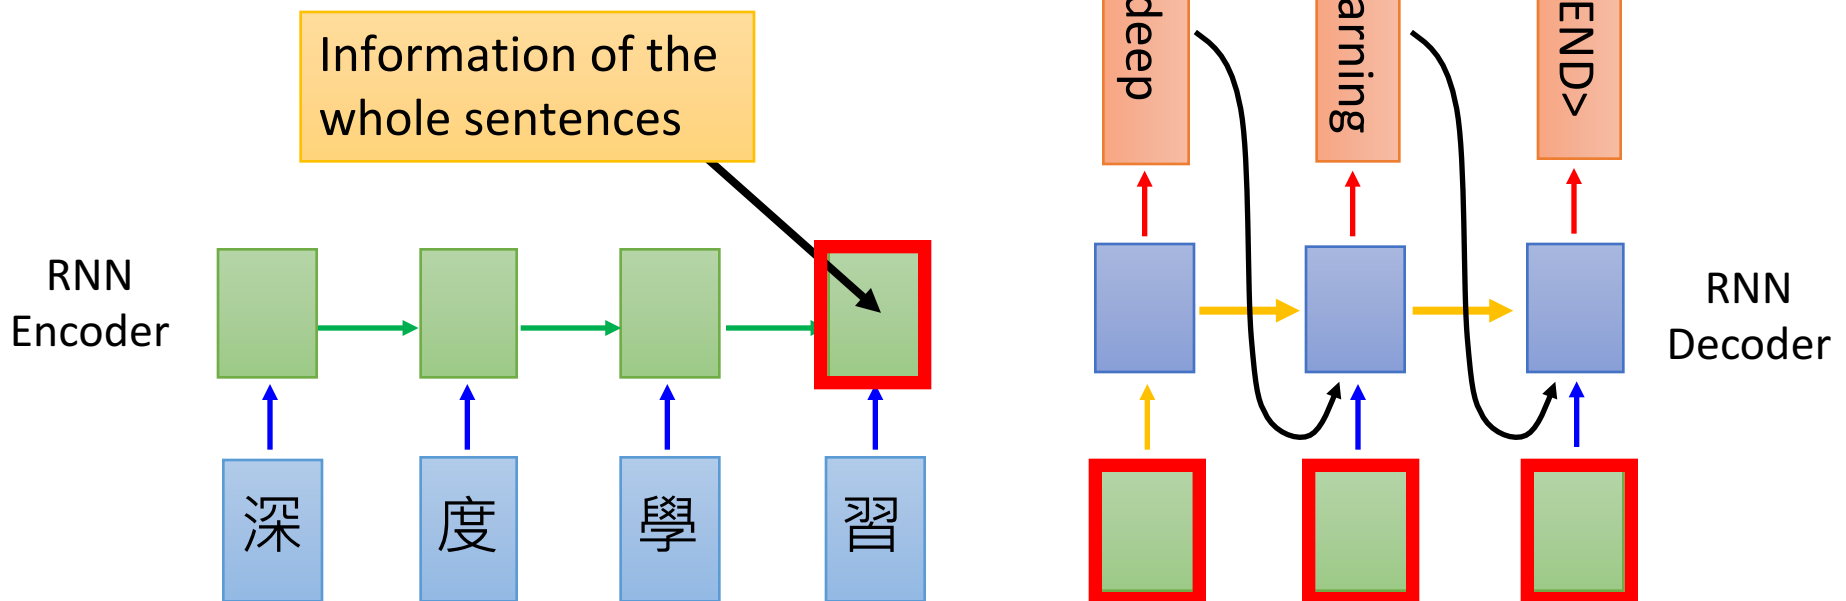 Information of the
whole sentences
RNN
Encoder
深
度
學
習
deep
arning
END>
RNN
Decoder